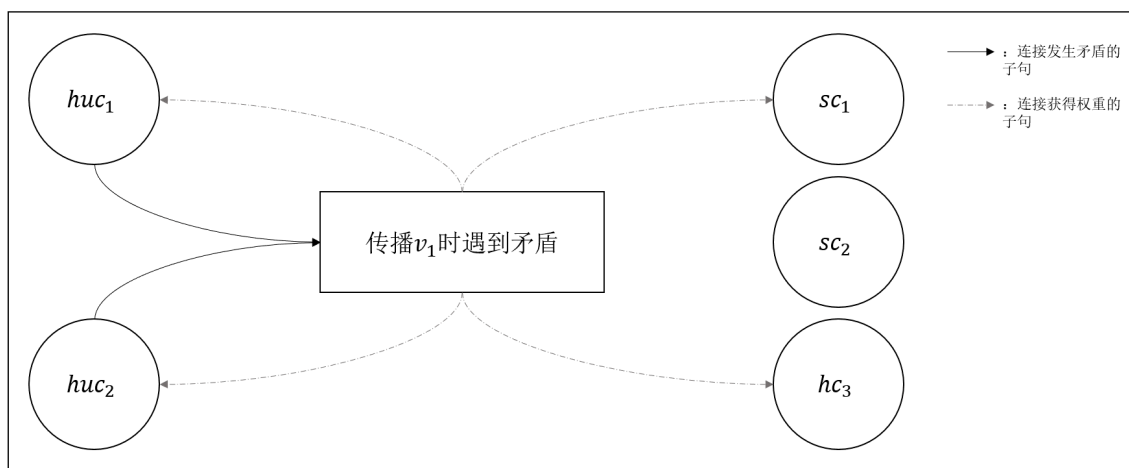 huc₁
sc₁
：连接发生矛盾的
子句
：连接获得权重的
子句
传播v₁时遇到矛盾
sc₂
huc₂
hc₃